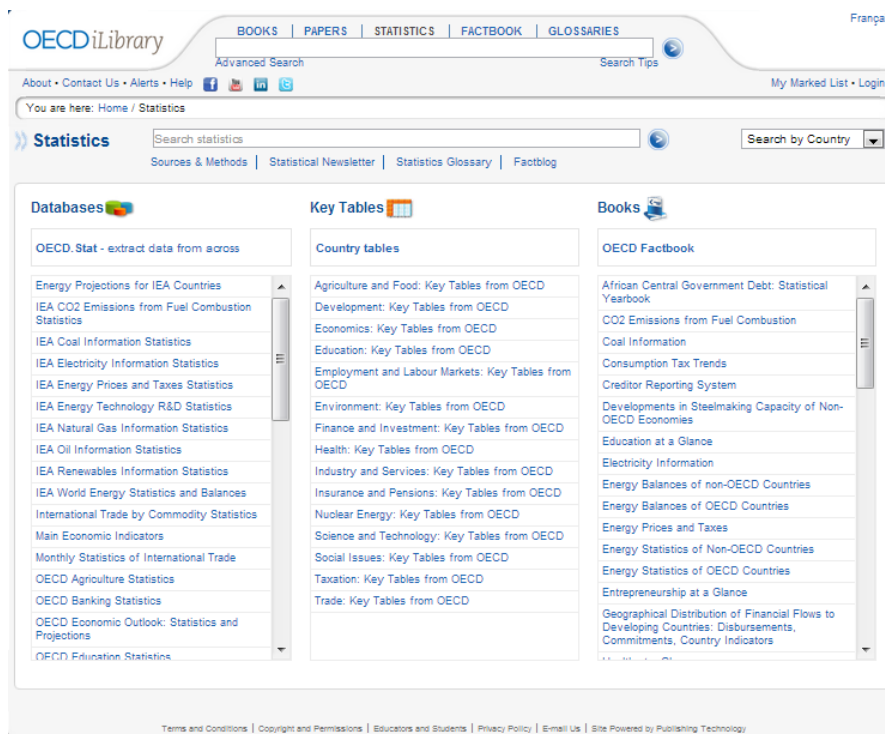 Françai
OECDiLibrary
BOOKS | PAPERS | STATISTICS | FACTBOOK | GLOSSARIES
Advanced Search
Search Tips
About • Contact Us • Alerts • Help
My Marked List • Login
You are here: Home / Statistics
Statistics
Search statistics
Search by Country
Sources & Methods | Statistical Newsletter | Statistics Glossary | Factblog
Databases
OECD.Stat - extract data from across
Energy Projections for IEA Countries
IEA CO2 Emissions from Fuel Combustion
Statistics
IEA Coal Information Statistics
IEA Electricity Information Statistics
IEA Energy Prices and Taxes Statistics
IEA Energy Technology R&D Statistics
IEA Natural Gas Information Statistics
IEA Oil Information Statistics
IEA Renewables Information Statistics
IEA World Energy Statistics and Balances
International Trade by Commodity Statistics
Main Economic Indicators
Monthly Statistics of International Trade
OECD Agriculture Statistics
OECD Banking Statistics
OECD Economic Outlook: Statistics and
Projections
OECD Education Statistics
Key Tables
Country tables
Agriculture and Food: Key Tables from OECD
Development: Key Tables from OECD
Economics: Key Tables from OECD
Education: Key Tables from OECD
Employment and Labour Markets: Key Tables from
OECD
Environment: Key Tables from OECD
Finance and Investment: Key Tables from OECD
Health: Key Tables from OECD
Industry and Services: Key Tables from OECD
Insurance and Pensions: Key Tables from OECD
Nuclear Energy: Key Tables from OECD
Science and Technology: Key Tables from OECD
Social Issues: Key Tables from OECD
Taxation: Key Tables from OECD
Trade: Key Tables from OECD
Books
OECD Factbook
African Central Government Debt: Statistical
Yearbook
CO2 Emissions from Fuel Combustion
Coal Information
Consumption Tax Trends
Creditor Reporting System
Developments in Steelmaking Capacity of Non-
OECD Economies
Education at a Glance
Electricity Information
Energy Balances of non-OECD Countries
Energy Balances of OECD Countries
Energy Prices and Taxes
Energy Statistics of Non-OECD Countries
Energy Statistics of OECD Countries
Entrepreneurship at a Glance
Geographical Distribution of Financial Flows to
Developing Countries: Disbursements,
Commitments, Country Indicators
Terms and Conditions | Copyright and Permissions | Educators and Students | Privacy Policy | E-mail Us | Site Powered by Publishing Technology